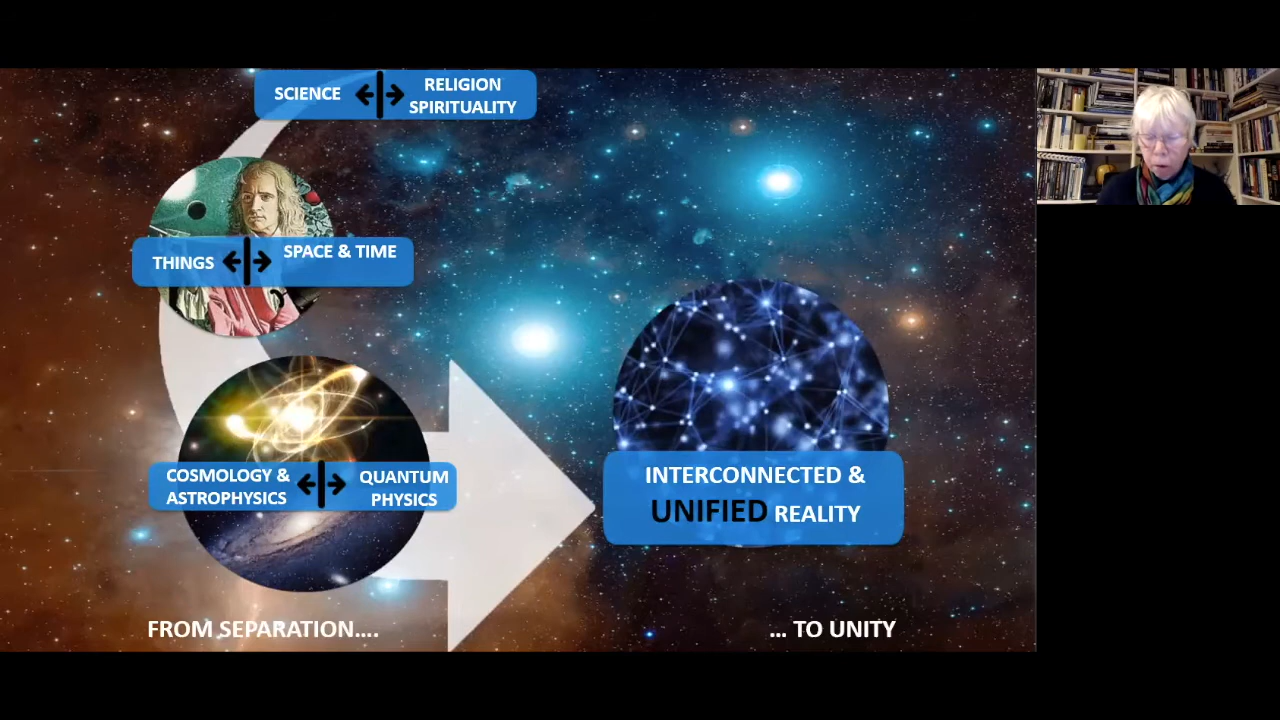 SCIENCE
RELIGION
SPIRITUALITY
THINGS
SPACE & TIME
COSMOLOGY &
ASTROPHYSICS
QUANTUM
PHYSICS
INTERCONNECTED &
UNIFIED REALITY
FROM SEPARATION....
... TO UNITY